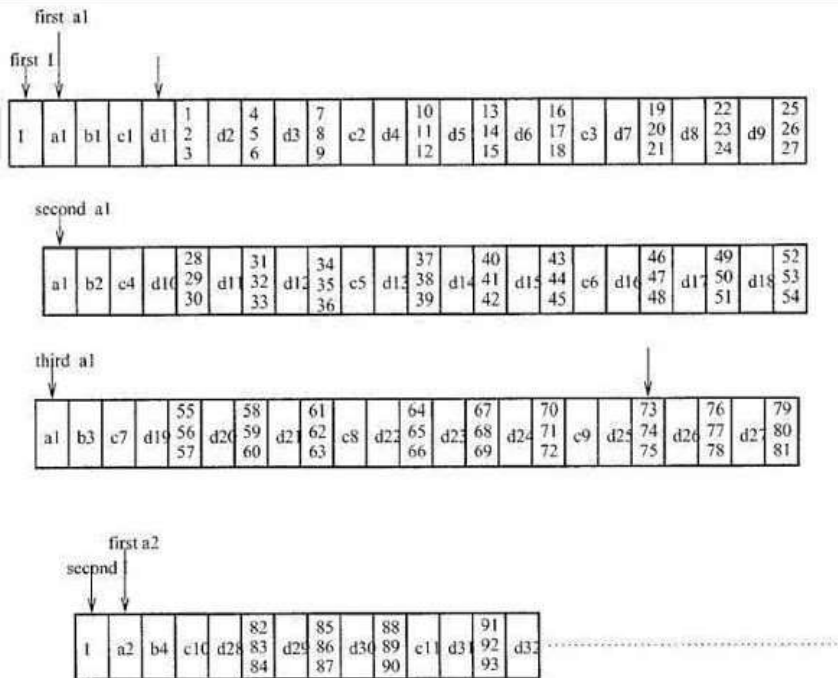 first a1
first I
I a1 b1 c1 d1 1 2 3 d2 4 5 6 d3 7 8 9 c2 d4 10 11 12 d5 13 14 15 d6 16 17 18 c3 d7 19 20 21 d8 22 23 24 d9 25 26 27
second a1
a1 b2 c4 d10 28 29 30 d11 31 32 33 d12 34 35 36 c5 d13 37 38 39 d14 40 41 42 d15 43 44 45 c6 d16 46 47 48 d17 49 50 51 d18 52 53 54
third a1
a1 b3 c7 d19 55 56 57 d20 58 59 60 d21 61 62 63 c8 d22 64 65 66 d23 67 68 69 d24 70 71 72 c9 d25 73 74 75 d26 76 77 78 d27 79 80 81
first a2
second I
I a2 b4 c10 d28 82 83 84 d29 85 86 87 d30 88 89 90 c11 d31 91 92 93 d32